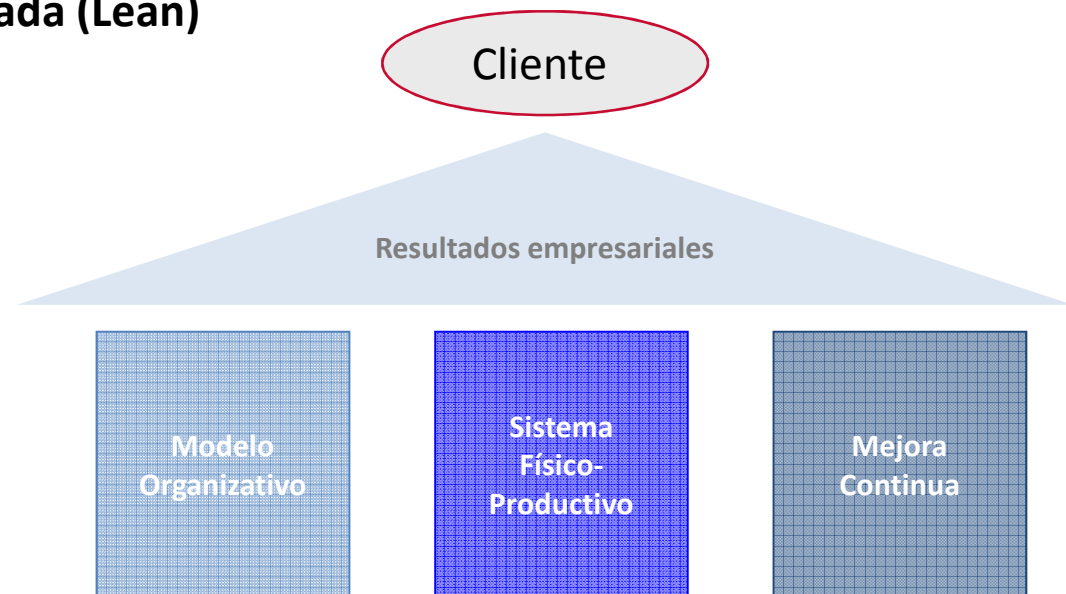 ada (Lean)
Cliente
Resultados empresariales
Modelo
Organizativo
Sistema
Físico-
Productivo
Mejora
Continua